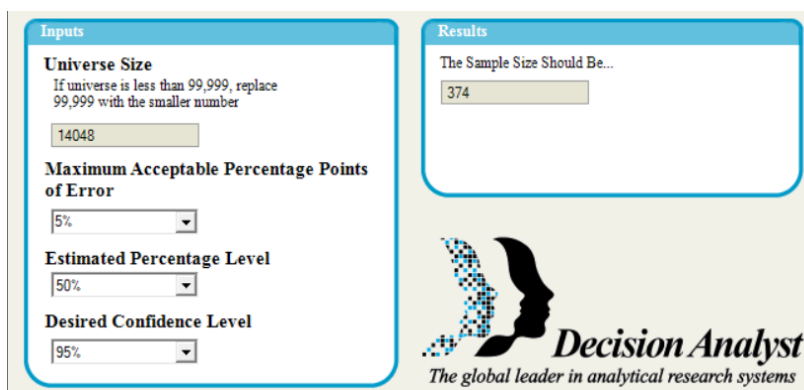 Inputs
Universe Size
If universe is less than 99,999, replace
99,999 with the smaller number
14048
Maximum Acceptable Percentage Points
of Error
5%
Estimated Percentage Level
50%
Desired Confidence Level
95%
Results
The Sample Size Should Be...
374
Decision Analyst
The global leader in analytical research systems